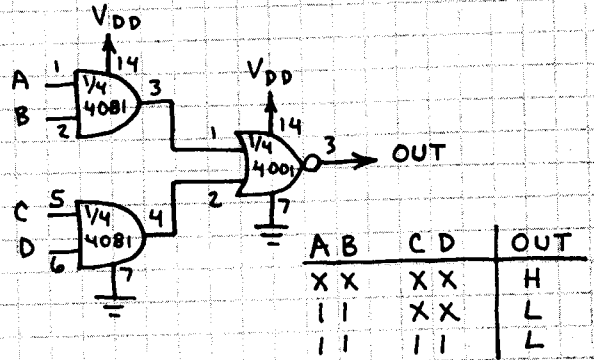 VDD
14
A 1
1/4
4081
3
B
2
VDD
14
1
1/4
4001
3
OUT
2
7
C 5
1/4
4081
4
D
6
7
A B C D OUT
X X X X H
1 1 X X L
1 1 1 1 L